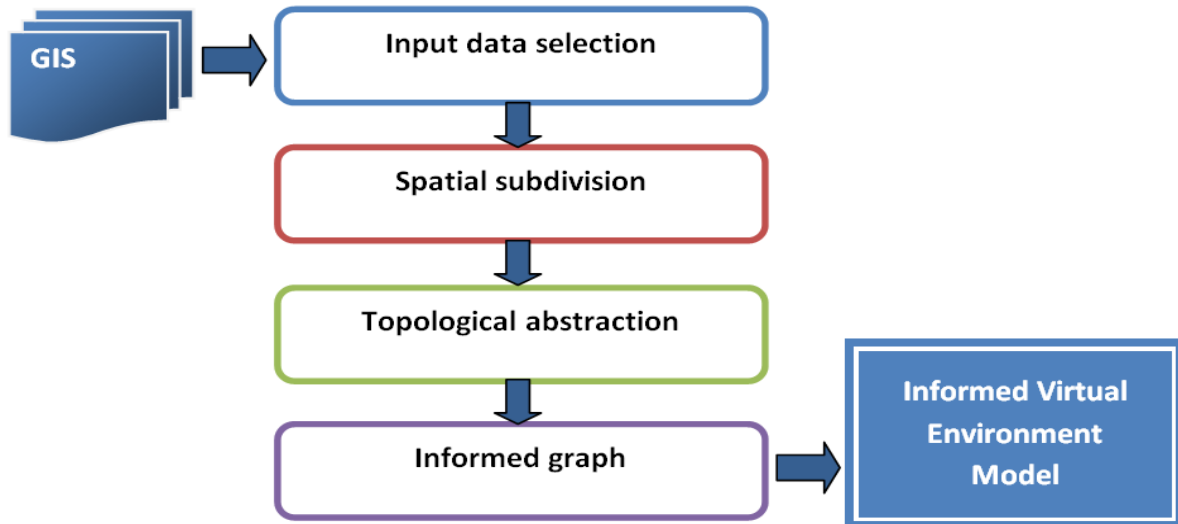 GIS
Input data selection
Spatial subdivision
Topological abstraction
Informed graph
Informed Virtual
Environment
Model